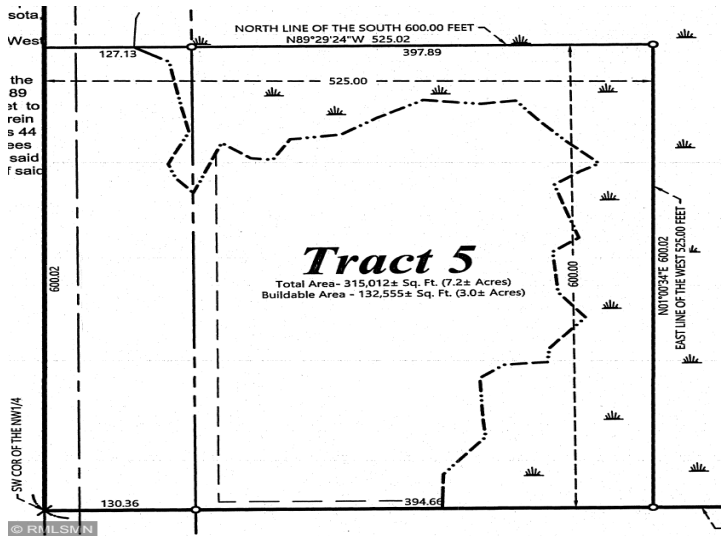 sota,
West
the
89
et to
rein
s 44
ees
said
f said
NORTH LINE OF THE SOUTH 600.00 FEET
N89°29'24"W 525.02
127.13
397.89
525.00
600.02
600.00
N01°00'34"E 600.02
EAST LINE OF THE WEST 525.00 FEET
Tract 5
Total Area- 315,012± Sq. Ft. (7.2± Acres)
Buildable Area - 132,555± Sq. Ft. (3.0± Acres)
SW COR OF THE NW1/4
130.36
394.66
© RMLSMN